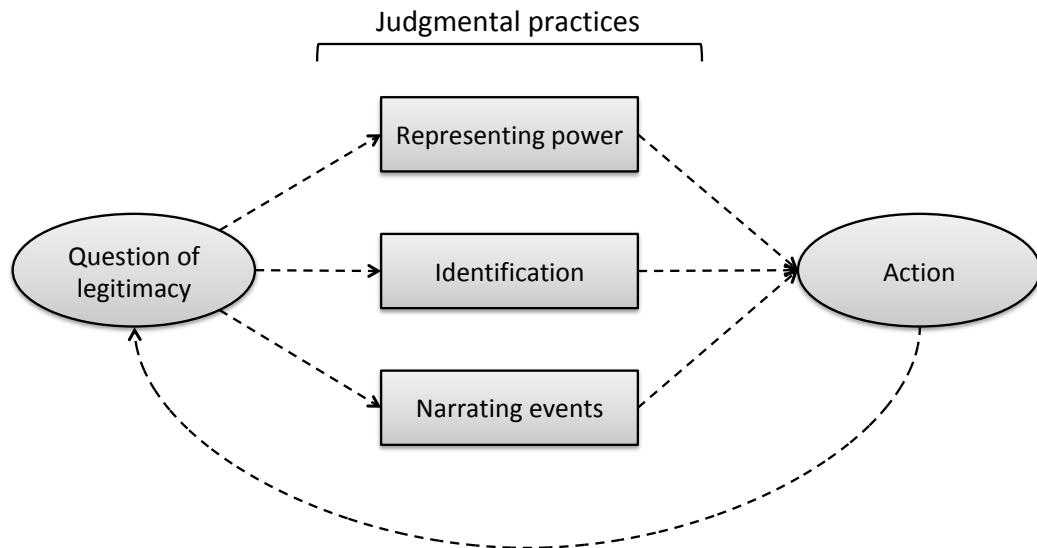 Judgmental practices
Representing power
Question of
legitimacy
Identification
Action
Narrating events